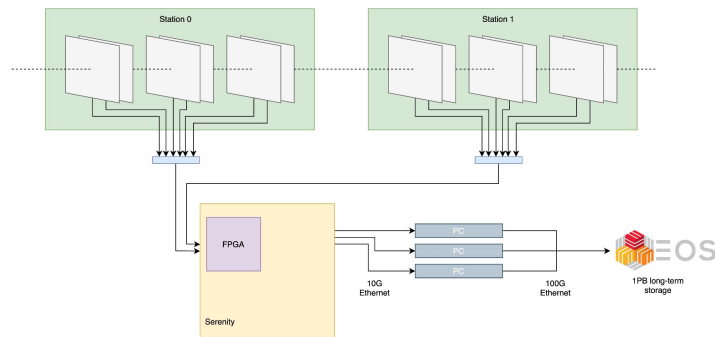 Station 0
Station 1
FPGA
Serenity
PC
PC
PC
10G
Ethernet
100G
Ethernet
EOS
1PB long-term
storage